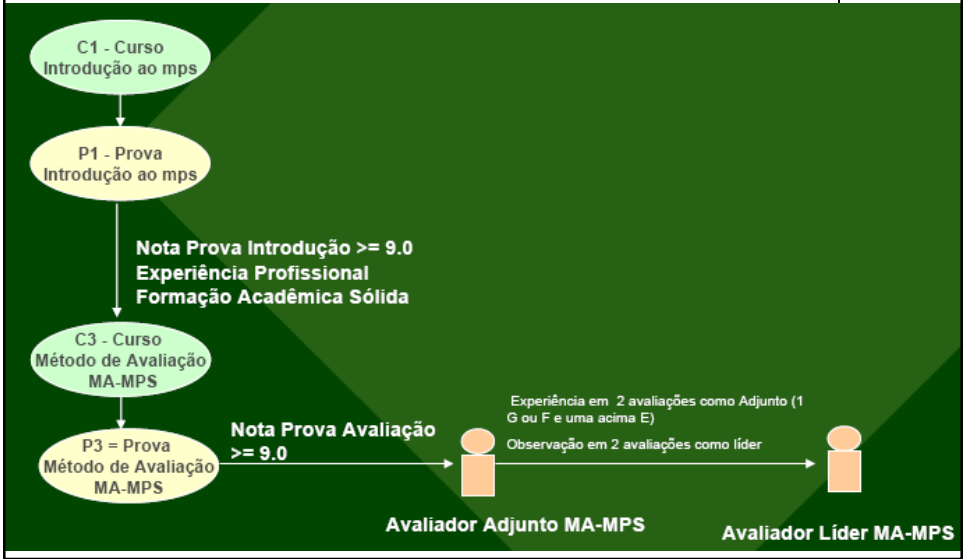 C1 - Curso
Introdução ao mps
P1 - Prova
Introdução ao mps
Nota Prova Introdução >= 9.0
Experiência Profissional
Formação Acadêmica Sólida
C3 - Curso
Método de Avaliação
MA-MPS
P3 = Prova
Método de Avaliação
MA-MPS
Nota Prova Avaliação
>= 9.0
Experiência em 2 avaliações como Adjunto (1
G ou F e uma acima E)
Observação em 2 avaliações como líder
Avaliador Adjunto MA-MPS
Avaliador Líder MA-MPS